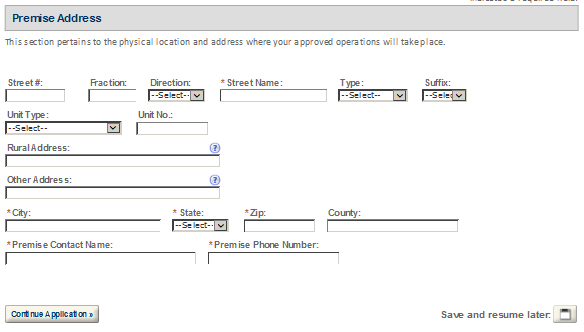 Premise Address
This section pertains to the physical location and address where your approved operations will take place.
Street #: Fraction: Direction: * Street Name: Type: Suffix:
--Select-- --Select-- --Selec
Unit Type: Unit No.:
--Select--
Rural Address: ?
Other Address: ?
* City: * State: * Zip: County:
--Select--
* Premise Contact Name: * Premise Phone Number:
Continue Application » Save and resume later: